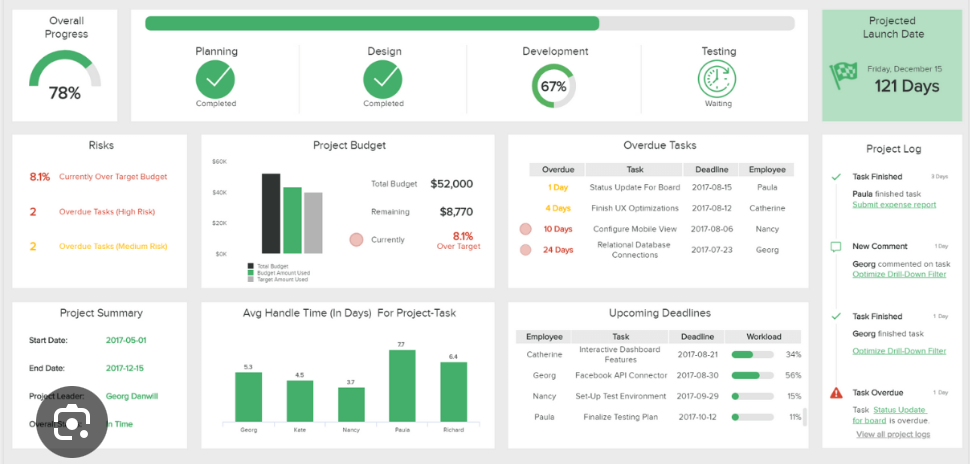 Overall
Progress
78%
Planning
Completed
Design
Completed
Development
67%
Testing
Waiting
Projected
Launch Date
Friday, December 15
121 Days
Risks
8.1% Currently Over Target Budget
2 Overdue Tasks (High Risk)
2 Overdue Tasks (Medium Risk)
Project Budget
$60K
$40K
$20K
$0K
Total Budget
Budget Amount Used
Target Amount Used
Total Budget $52,000
Remaining $8,770
Currently 8.1%
Over Target
Overdue Tasks
Overdue Task Deadline Employee
1 Day Status Update For Board 2017-08-15 Paula
4 Days Finish UX Optimizations 2017-08-12 Catherine
10 Days Configure Mobile View 2017-08-06 Nancy
24 Days Relational Database Connections 2017-07-23 Georg
Project Log
Task Finished 3 Days
Paula finished task
Submit expense report
New Comment 1 Day
Georg commented on task
Optimize Drill-Down Filter
Task Finished 1 Day
Georg finished task
Optimize Drill-Down Filter
Task Overdue 1 Day
Task Status Update
for board is overdue.
View all project logs
Project Summary
Start Date: 2017-05-01
End Date: 2017-12-15
Project Leader: Georg Danwill
In Time
Avg Handle Time (In Days) For Project-Task
5.3
4.5
3.7
7.7
6.4
Georg Kate Nancy Paula Richard
Upcoming Deadlines
Employee Task Deadline Workload
Catherine Interactive Dashboard Features 2017-08-21 34%
Georg Facebook API Connector 2017-08-30 56%
Nancy Set-Up Test Environment 2017-09-29 15%
Paula Finalize Testing Plan 2017-10-12 11%